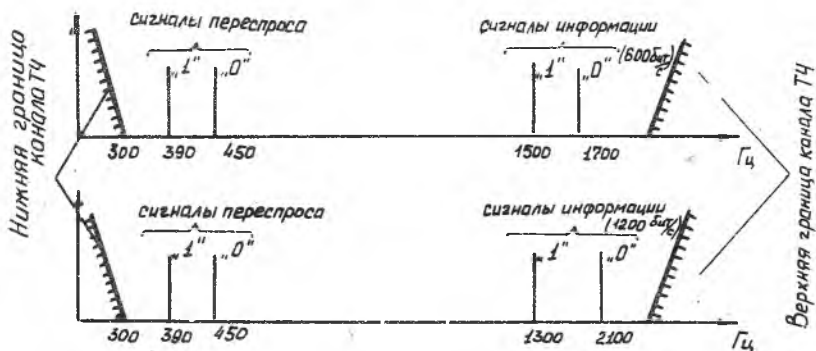 Нижняя граница
канала ТЧ
сигналы переспроса
„1" „0"
сигналы информации
(600 бит/с)
„1" „0"
300 390 450 1500 1700 Гц
Верхняя граница канала ТЧ
сигналы переспроса
„1" „0"
сигналы информации
(1200 бит/с)
„1" „0"
300 390 450 1300 2100 Гц